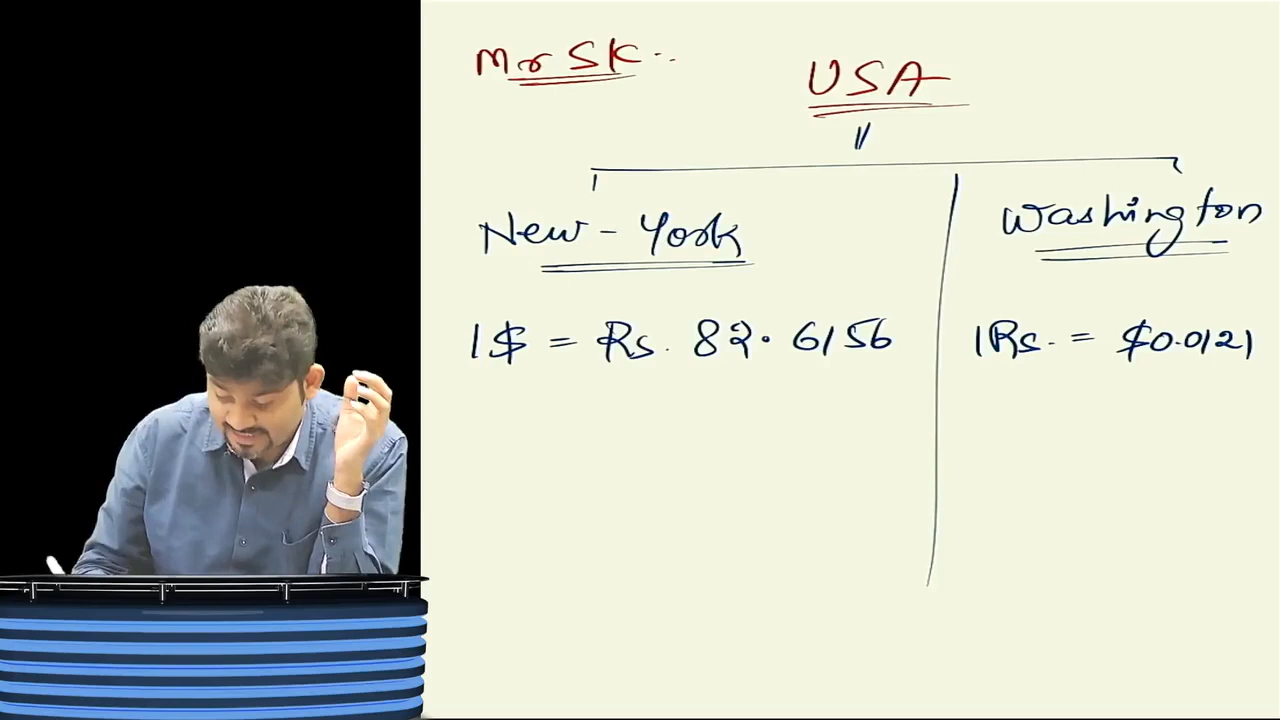 Mr SK..
USA
New-York
Washington
1$ = Rs. 82.6156
1Rs. = $0.0121